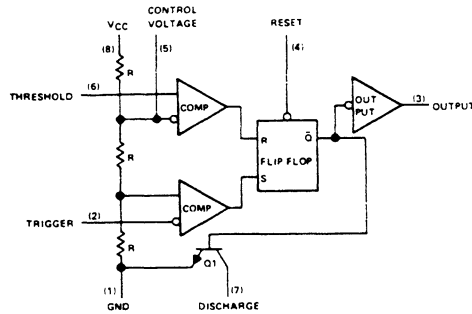 VCC
(8)
CONTROL
VOLTAGE
(5)
RESET
(4)
R
THRESHOLD
(6)
COMP
R
FLIP FLOP
S
Q̄
OUT
PUT
(3)
OUTPUT
R
COMP
TRIGGER
(2)
R
Q1
(1)
GND
(7)
DISCHARGE